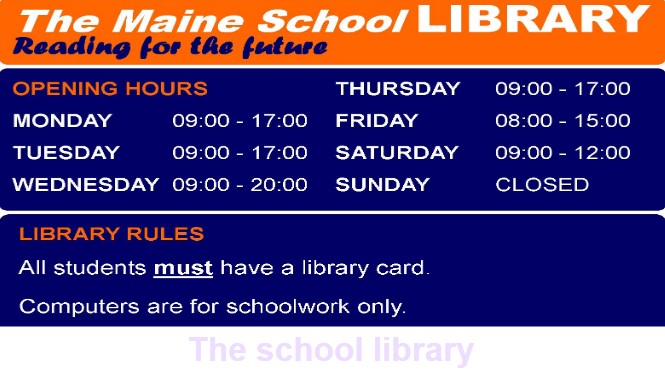 The Maine School LIBRARY
Reading for the future
OPENING HOURS
MONDAY 09:00 - 17:00
TUESDAY 09:00 - 17:00
WEDNESDAY 09:00 - 20:00
THURSDAY 09:00 - 17:00
FRIDAY 08:00 - 15:00
SATURDAY 09:00 - 12:00
SUNDAY CLOSED
LIBRARY RULES
All students must have a library card.
Computers are for schoolwork only.
The school library